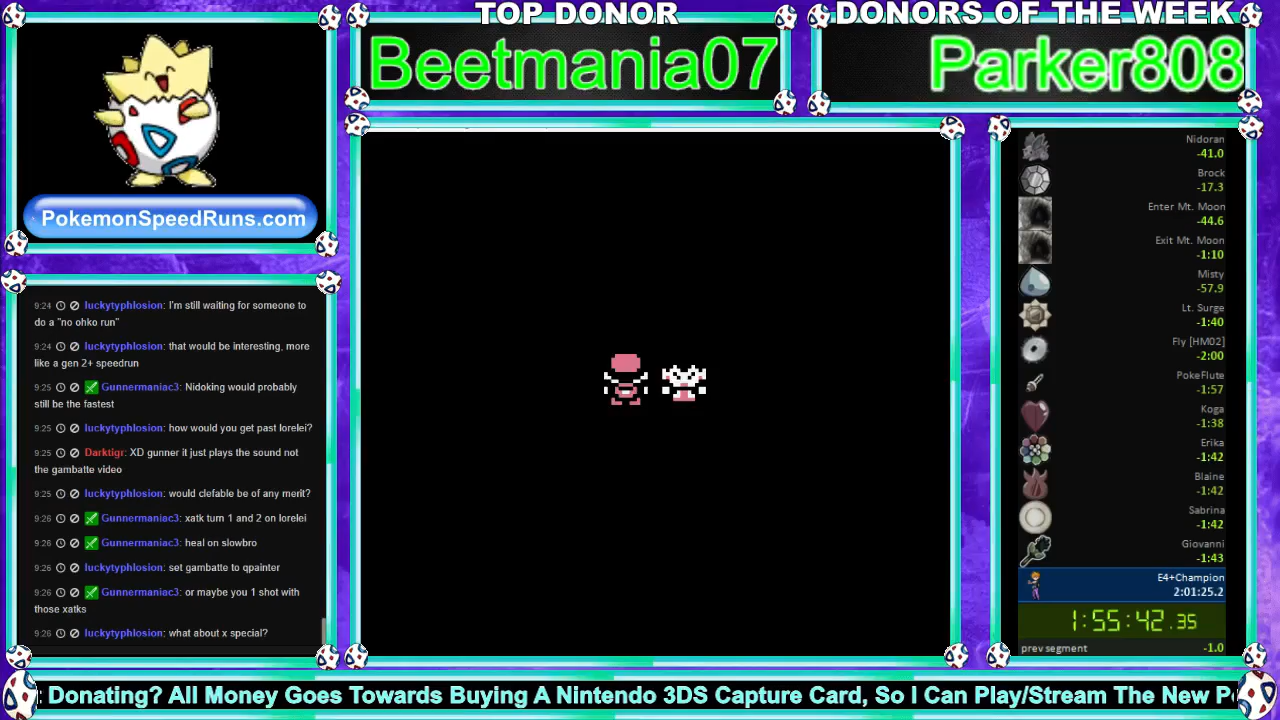 TOP DONOR
DONORS OF THE WEEK
Beetmania07
Parker808
PokemonSpeedRuns.com
9:24 luckytyphlosion: I'm still waiting for someone to
do a "no ohko run"
9:24 luckytyphlosion: that would be interesting, more
like a gen 2+ speedrun
9:25 Gunnermaniac3: Nidoking would probably
still be the fastest
9:25 luckytyphlosion: how would you get past lorelei?
9:25 Darktigr: XD gunner it just plays the sound not
the gambatte video
9:25 luckytyphlosion: would clefable be of any merit?
9:26 Gunnermaniac3: xatk turn 1 and 2 on lorelei
9:26 Gunnermaniac3: heal on slowbro
9:26 luckytyphlosion: set gambatte to qpainter
9:26 Gunnermaniac3: or maybe you 1 shot with
those xatks
9:26 luckytyphlosion: what about x special?
Nidoran
-41.0
Brock
-17.3
Enter Mt. Moon
-44.6
Exit Mt. Moon
-1:10
Misty
-57.9
Lt. Surge
-1:40
Fly [HM02]
-2:00
PokeFlute
-1:57
Koga
-1:38
Erika
-1:42
Blaine
-1:42
Sabrina
-1:42
Giovanni
-1:43
E4+Champion
2:01:25.2
1:55:42.35
prev segment -1.0
: Donating? All Money Goes Towards Buying A Nintendo 3DS Capture Card, So I Can Play/Stream The New P